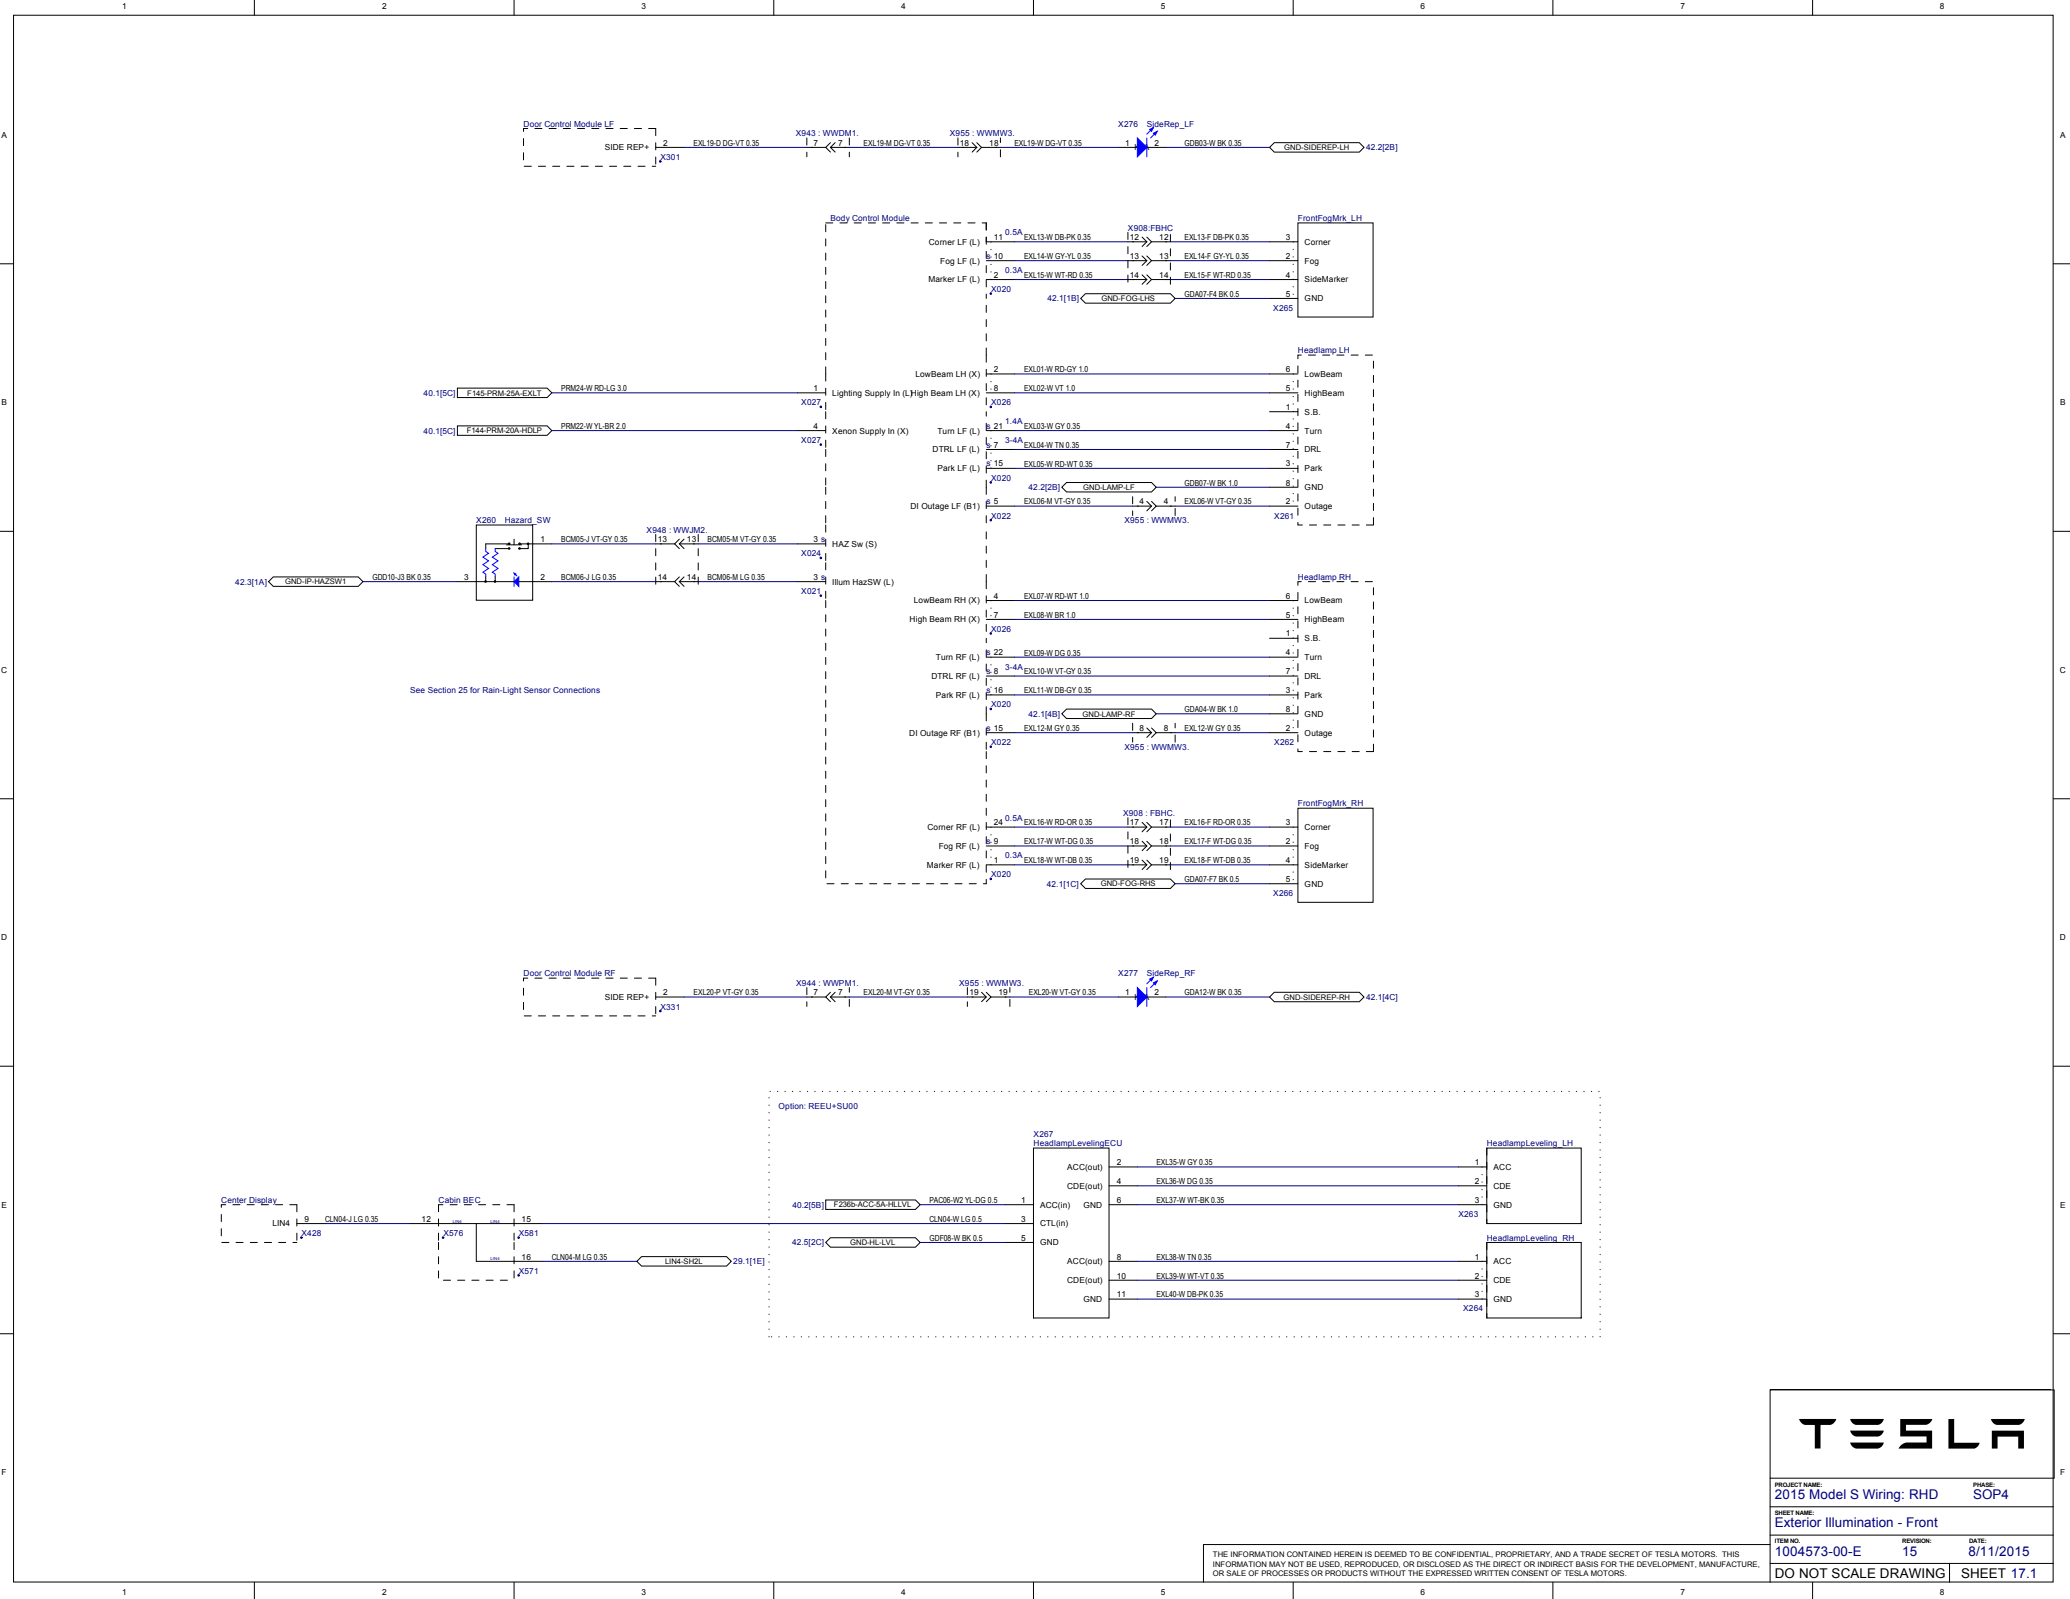 1 2 3 4 5 6 7 8
A A
Door Control Module LF
SIDE REP+ 2 EXL19-D DG-VT 0.35 X943 : WWDM1. 7 7 EXL19-M DG-VT 0.35 X955 : WWMW3. 18 18 EXL19-W DG-VT 0.35 X276 SideRep_LF 1 2 GDB03-W BK 0.35 GND-SIDEREP-LH 42.2[2B]
X301
Body Control Module
FrontFogMrk_LH
X908:FBHC
Corner LF (L) 11 0.5A EXL13-W DB-PK 0.35 12 12 EXL13-F DB-PK 0.35 3 Corner
Fog LF (L) s 10 EXL14-W GY-YL 0.35 13 13 EXL14-F GY-YL 0.35 2 Fog
Marker LF (L) 2 0.3A EXL15-W WT-RD 0.35 14 14 EXL15-F WT-RD 0.35 4 SideMarker
X020
42.1[1B] GND-FOG-LHS GDA07-F4 BK 0.5 5 GND
X265
Headlamp LH
LowBeam LH (X) 2 EXL01-W RD-GY 1.0 6 LowBeam
B B
40.1[5C] F145-PRM-25A-EXLT PRM24-W RD-LG 3.0 1 Lighting Supply In (L) High Beam LH (X) 8 EXL02-W VT 1.0 5 HighBeam
X027 X026
1 S.B.
40.1[5C] F144-PRM-20A-HDLP PRM22-W YL-BR 2.0 4 Xenon Supply In (X) Turn LF (L) s 21 1.4A EXL03-W GY 0.35 4 Turn
X027
DTRL LF (L) s 7 3-4A EXL04-W TN 0.35 7 DRL
Park LF (L) s 15 EXL05-W RD-WT 0.35 3 Park
X020
42.2[2B] GND-LAMP-LF GDB07-W BK 1.0 8 GND
DI Outage LF (B1) s 5 EXL06-M VT-GY 0.35 4 4 EXL06-W VT-GY 0.35 2 Outage
X022 X955 : WWMW3. X261
X260 Hazard_SW
X948 : WWJM2.
1 BCM05-J VT-GY 0.35 13 13 BCM05-M VT-GY 0.35 3 s HAZ Sw (S)
X024
42.3[1A] GND-IP-HAZSW1 GDD10-J3 BK 0.35 3 2 BCM06-J LG 0.35 14 14 BCM06-M LG 0.35 3 s Illum HazSW (L)
X021
Headlamp RH
LowBeam RH (X) 4 EXL07-W RD-WT 1.0 6 LowBeam
High Beam RH (X) 7 EXL08-W BR 1.0 5 HighBeam
X026
1 S.B.
Turn RF (L) s 22 EXL09-W DG 0.35 4 Turn
C C
DTRL RF (L) s 8 3-4A EXL10-W VT-GY 0.35 7 DRL
See Section 25 for Rain-Light Sensor Connections
Park RF (L) s 16 EXL11-W DB-GY 0.35 3 Park
X020
42.1[4B] GND-LAMP-RF GDA04-W BK 1.0 8 GND
DI Outage RF (B1) s 15 EXL12-M GY 0.35 8 8 EXL12-W GY 0.35 2 Outage
X022 X955 : WWMW3. X262
FrontFogMrk_RH
X908 : FBHC.
Corner RF (L) 24 0.5A EXL16-W RD-OR 0.35 17 17 EXL16-F RD-OR 0.35 3 Corner
Fog RF (L) s 9 EXL17-W WT-DG 0.35 18 18 EXL17-F WT-DG 0.35 2 Fog
Marker RF (L) 1 0.3A EXL18-W WT-DB 0.35 19 19 EXL18-F WT-DB 0.35 4 SideMarker
X020
42.1[1C] GND-FOG-RHS GDA07-F7 BK 0.5 5 GND
X266
D D
Door Control Module RF
SIDE REP+ 2 EXL20-P VT-GY 0.35 X944 : WWPM1. 7 7 EXL20-M VT-GY 0.35 X955 : WWMW3. 19 19 EXL20-W VT-GY 0.35 X277 SideRep_RF 1 2 GDA12-W BK 0.35 GND-SIDEREP-RH 42.1[4C]
X331
Option: REEU+SU00
X267
HeadlampLevelingECU
HeadlampLeveling_LH
ACC(out) 2 EXL35-W GY 0.35 1 ACC
CDE(out) 4 EXL36-W DG 0.35 2 CDE
E E
40.2[5B] F236b-ACC-5A-HLLVL PAC06-W2 YL-DG 0.5 1 ACC(in) GND 6 EXL37-W WT-BK 0.35 3 GND
X263
Center Display
Cabin BEC
LIN4 9 CLN04-J LG 0.35 12 LIN4 LIN4 15 CLN04-W LG 0.5 3 CTL(in)
X428 X576 X581
42.5[2C] GND-HL-LVL GDF08-W BK 0.5 5 GND
HeadlampLeveling_RH
LIN4 16 CLN04-M LG 0.35 LIN4-SH2L 29.1[1E]
X571
ACC(out) 8 EXL38-W TN 0.35 1 ACC
CDE(out) 10 EXL39-W WT-VT 0.35 2 CDE
GND 11 EXL40-W DB-PK 0.35 3 GND
X264
F F
TESLA
PROJECT NAME: PHASE:
2015 Model S Wiring: RHD SOP4
SHEET NAME:
Exterior Illumination - Front
ITEM NO. REVISION: DATE:
1004573-00-E 15 8/11/2015
DO NOT SCALE DRAWING SHEET 17.1
THE INFORMATION CONTAINED HEREIN IS DEEMED TO BE CONFIDENTIAL, PROPRIETARY, AND A TRADE SECRET OF TESLA MOTORS. THIS
INFORMATION MAY NOT BE USED, REPRODUCED, OR DISCLOSED AS THE DIRECT OR INDIRECT BASIS FOR THE DEVELOPMENT, MANUFACTURE,
OR SALE OF PROCESSES OR PRODUCTS WITHOUT THE EXPRESSED WRITTEN CONSENT OF TESLA MOTORS.
1 2 3 4 5 6 7 8